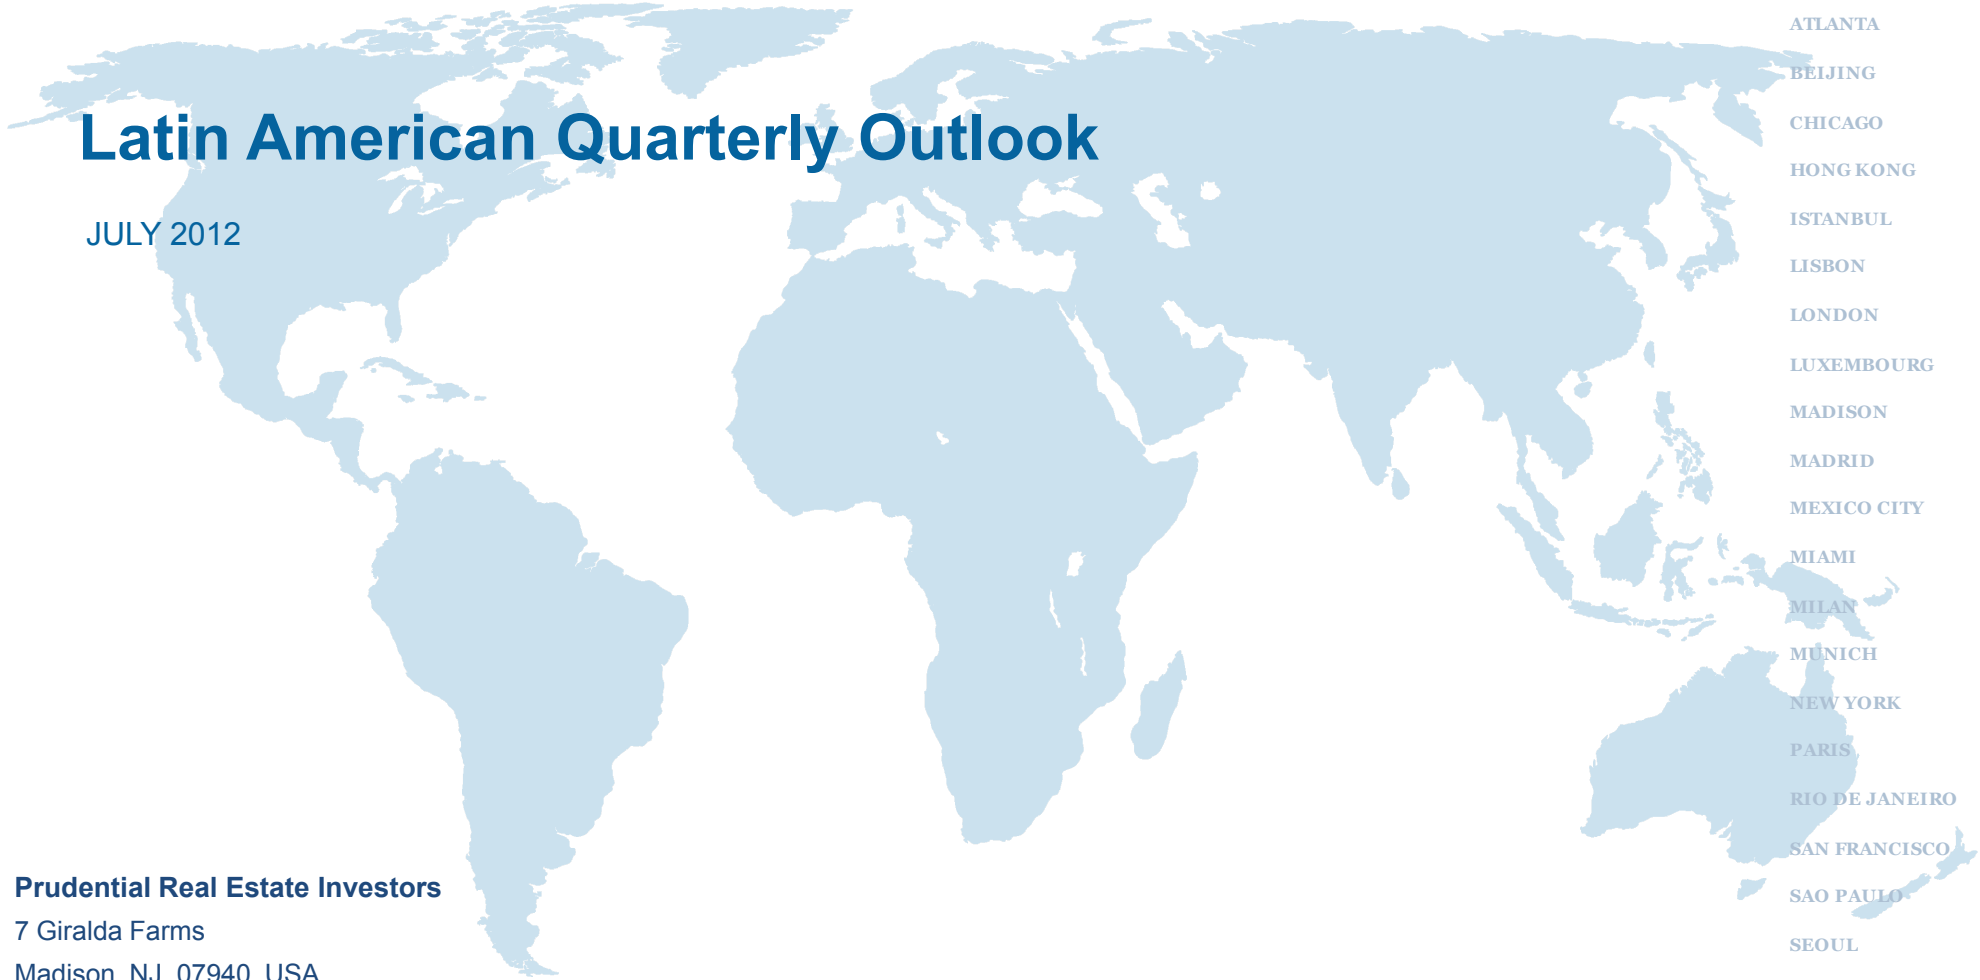 Latin American Quarterly Outlook
JULY 2012
Prudential Real Estate Investors
7 Giralda Farms
Madison, NJ, 07940, USA
ATLANTA
BEIJING
CHICAGO
HONG KONG
ISTANBUL
LISBON
LONDON
LUXEMBOURG
MADISON
MADRID
MEXICO CITY
MIAMI
MILAN
MUNICH
NEW YORK
PARIS
RIO DE JANEIRO
SAN FRANCISCO
SAO PAULO
SEOUL